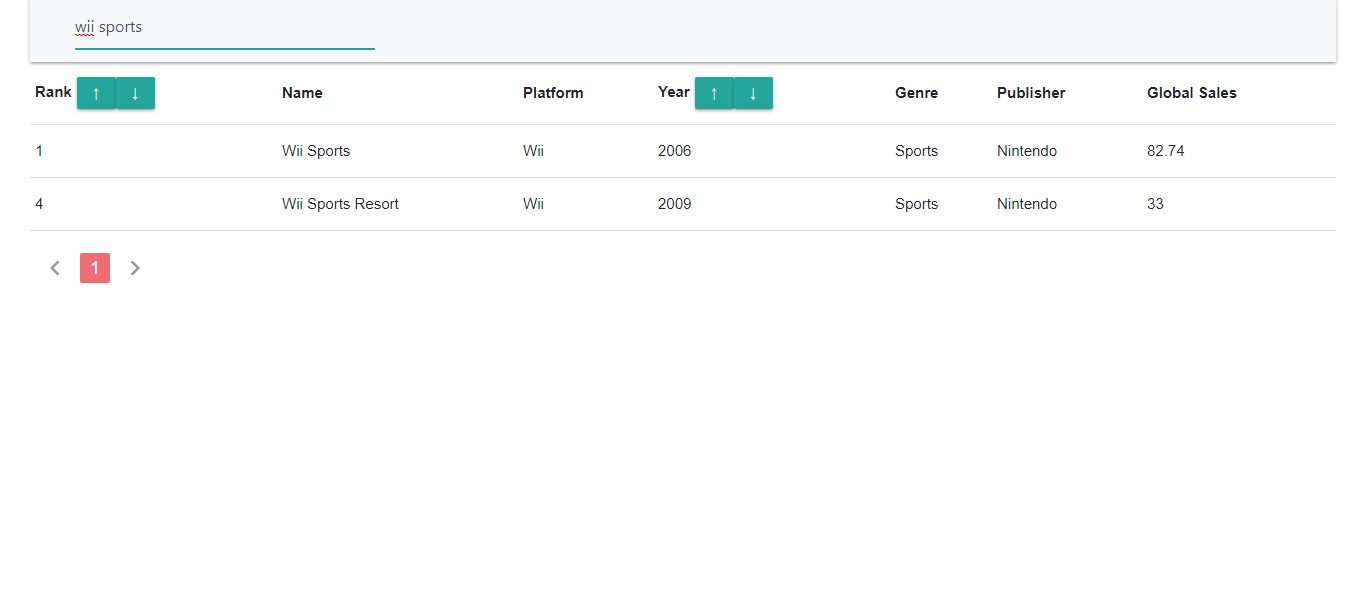 wii sports
Rank ↑ ↓ Name Platform Year ↑ ↓ Genre Publisher Global Sales
1 Wii Sports Wii 2006 Sports Nintendo 82.74
4 Wii Sports Resort Wii 2009 Sports Nintendo 33
1